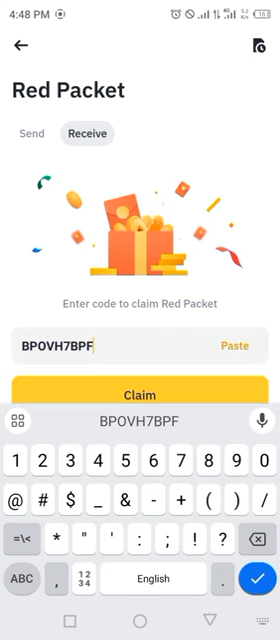 4:48 PM
Red Packet
Send Receive
Enter code to claim Red Packet
BPOVH7BPF Paste
Claim
BPOVH7BPF
1 2 3 4 5 6 7 8 9 0
@ # $ _ & - + ( ) /
=\< * " ' : ; ! ?
ABC , 12 34 English .